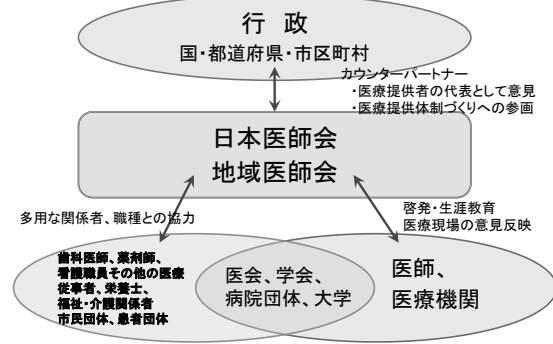 行 政
国・都道府県・市区町村
カウンターパートナー
・医療提供者の代表として意見
・医療提供体制づくりへの参画
日本医師会
地域医師会
多用な関係者、職種との協力
啓発・生涯教育
医療現場の意見反映
歯科医師、薬剤師、
看護職員その他の医療
従事者、栄養士、
福祉・介護関係者
市民団体、患者団体
医会、学会、
病院団体、大学
医師、
医療機関